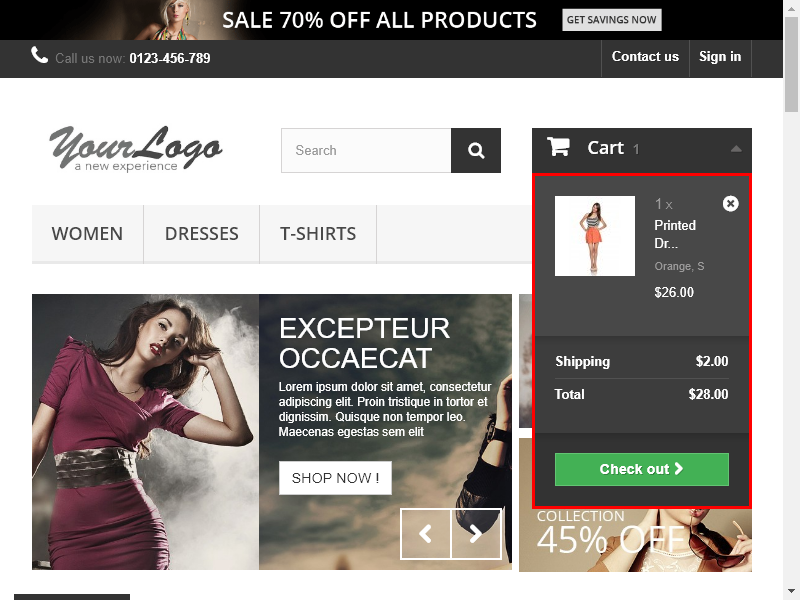 SALE 70% OFF ALL PRODUCTS
GET SAVINGS NOW
Call us now: 0123-456-789
Contact us
Sign in
YourLogo
a new experience
Search
Cart 1
1 x
Printed
Dr...
Orange, S
$26.00
Shipping $2.00
Total $28.00
Check out
WOMEN
DRESSES
T-SHIRTS
EXCEPTEUR
OCCAECAT
Lorem ipsum dolor sit amet, consectetur
adipiscing elit. Proin tristique in tortor et
dignissim. Quisque non tempor leo.
Maecenas egestas sem elit
SHOP NOW !
COLLECTION
45% OFF